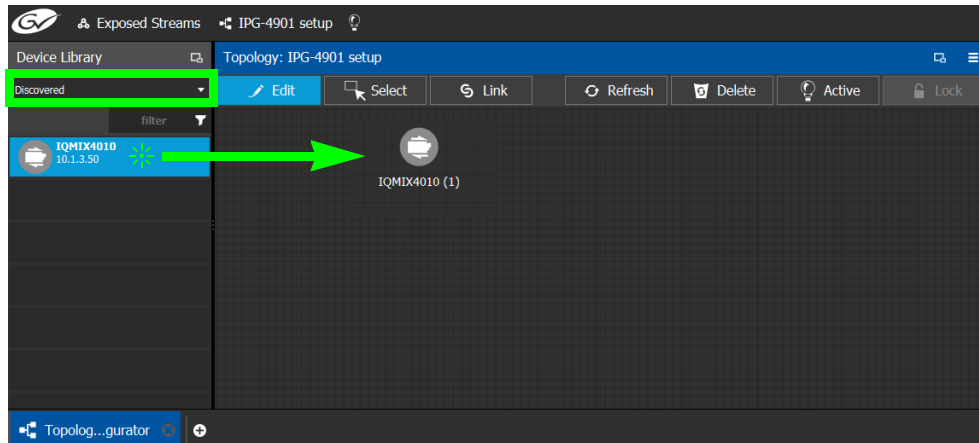 GV Exposed Streams IPG-4901 setup
Device Library
Topology: IPG-4901 setup
Discovered
Edit Select Link Refresh Delete Active Lock
filter
IQMIX4010
10.1.3.50
IQMIX4010 (1)
Topolog...gurator